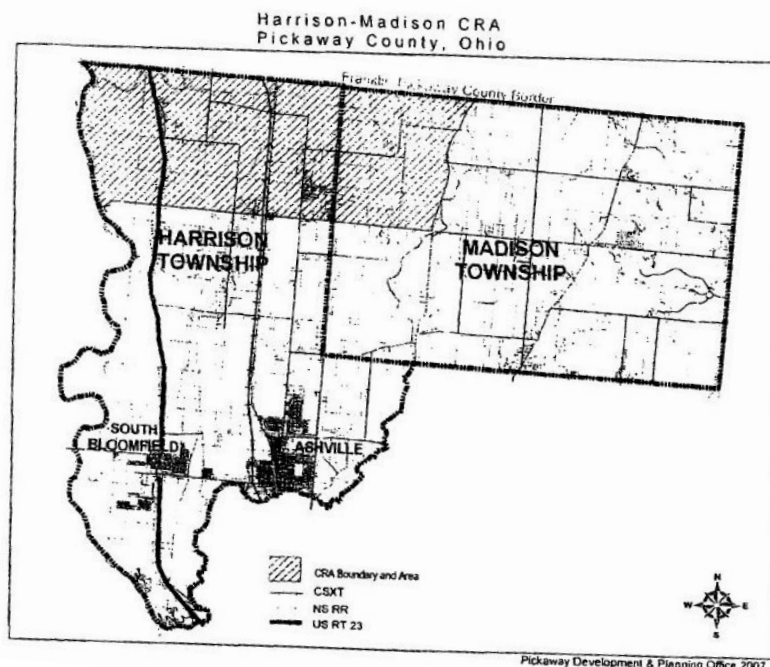 Harrison-Madison CRA
Pickaway County, Ohio
County Border
HARRISON
TOWNSHIP
MADISON
TOWNSHIP
SOUTH
BLOOMFIELD
ASHVILLE
CRA Boundary and Area
CSXT
NS RR
US RT 23
N
W
E
S
Pickaway Development & Planning Office